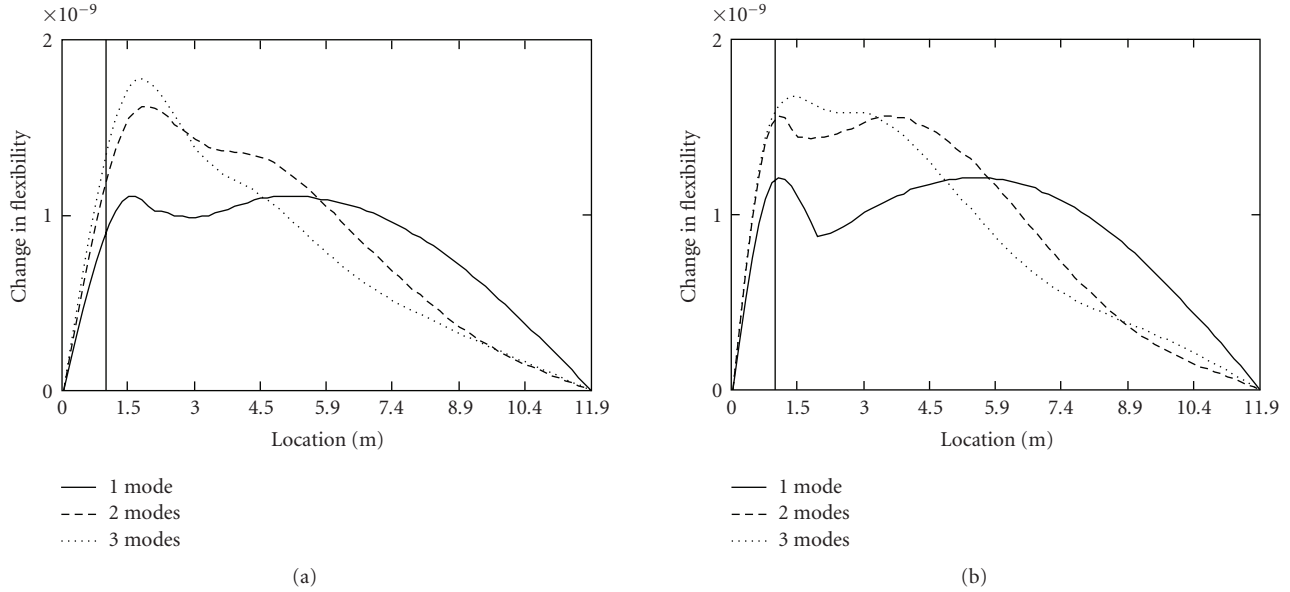 ×10⁻⁹
2
1
0
Change in flexibility
0 1.5 3 4.5 5.9 7.4 8.9 10.4 11.9
Location (m)
1 mode
2 modes
3 modes
(a)
×10⁻⁹
2
1
0
Change in flexibility
0 1.5 3 4.5 5.9 7.4 8.9 10.4 11.9
Location (m)
1 mode
2 modes
3 modes
(b)